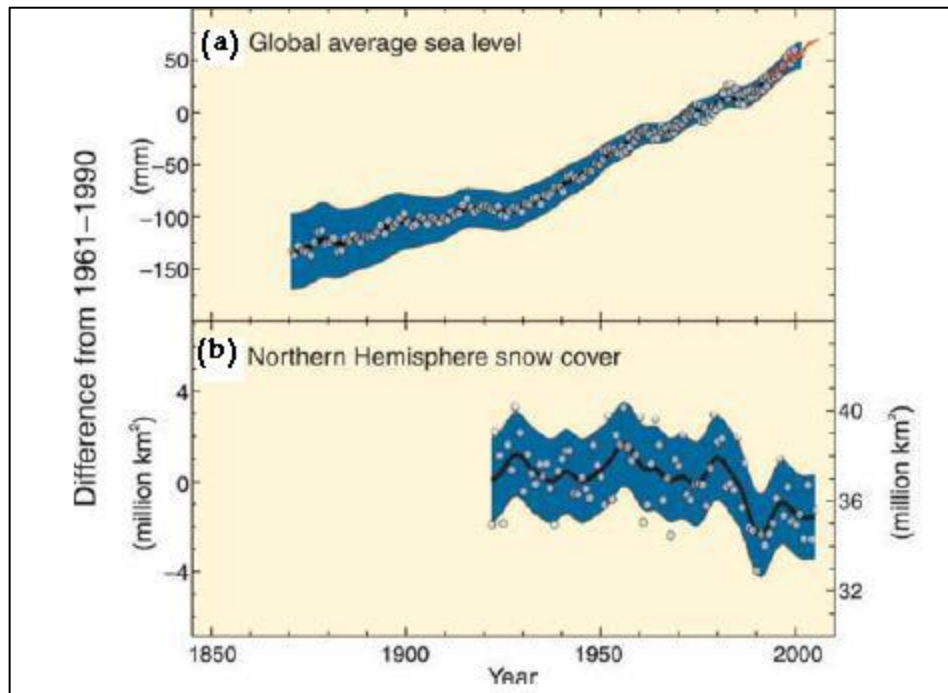 (a) Global average sea level
50
0
−50
−100
−150
(mm)
Difference from 1961–1990
(b) Northern Hemisphere snow cover
4
0
−4
(million km²)
40
36
32
(million km²)
1850 1900 1950 2000
Year